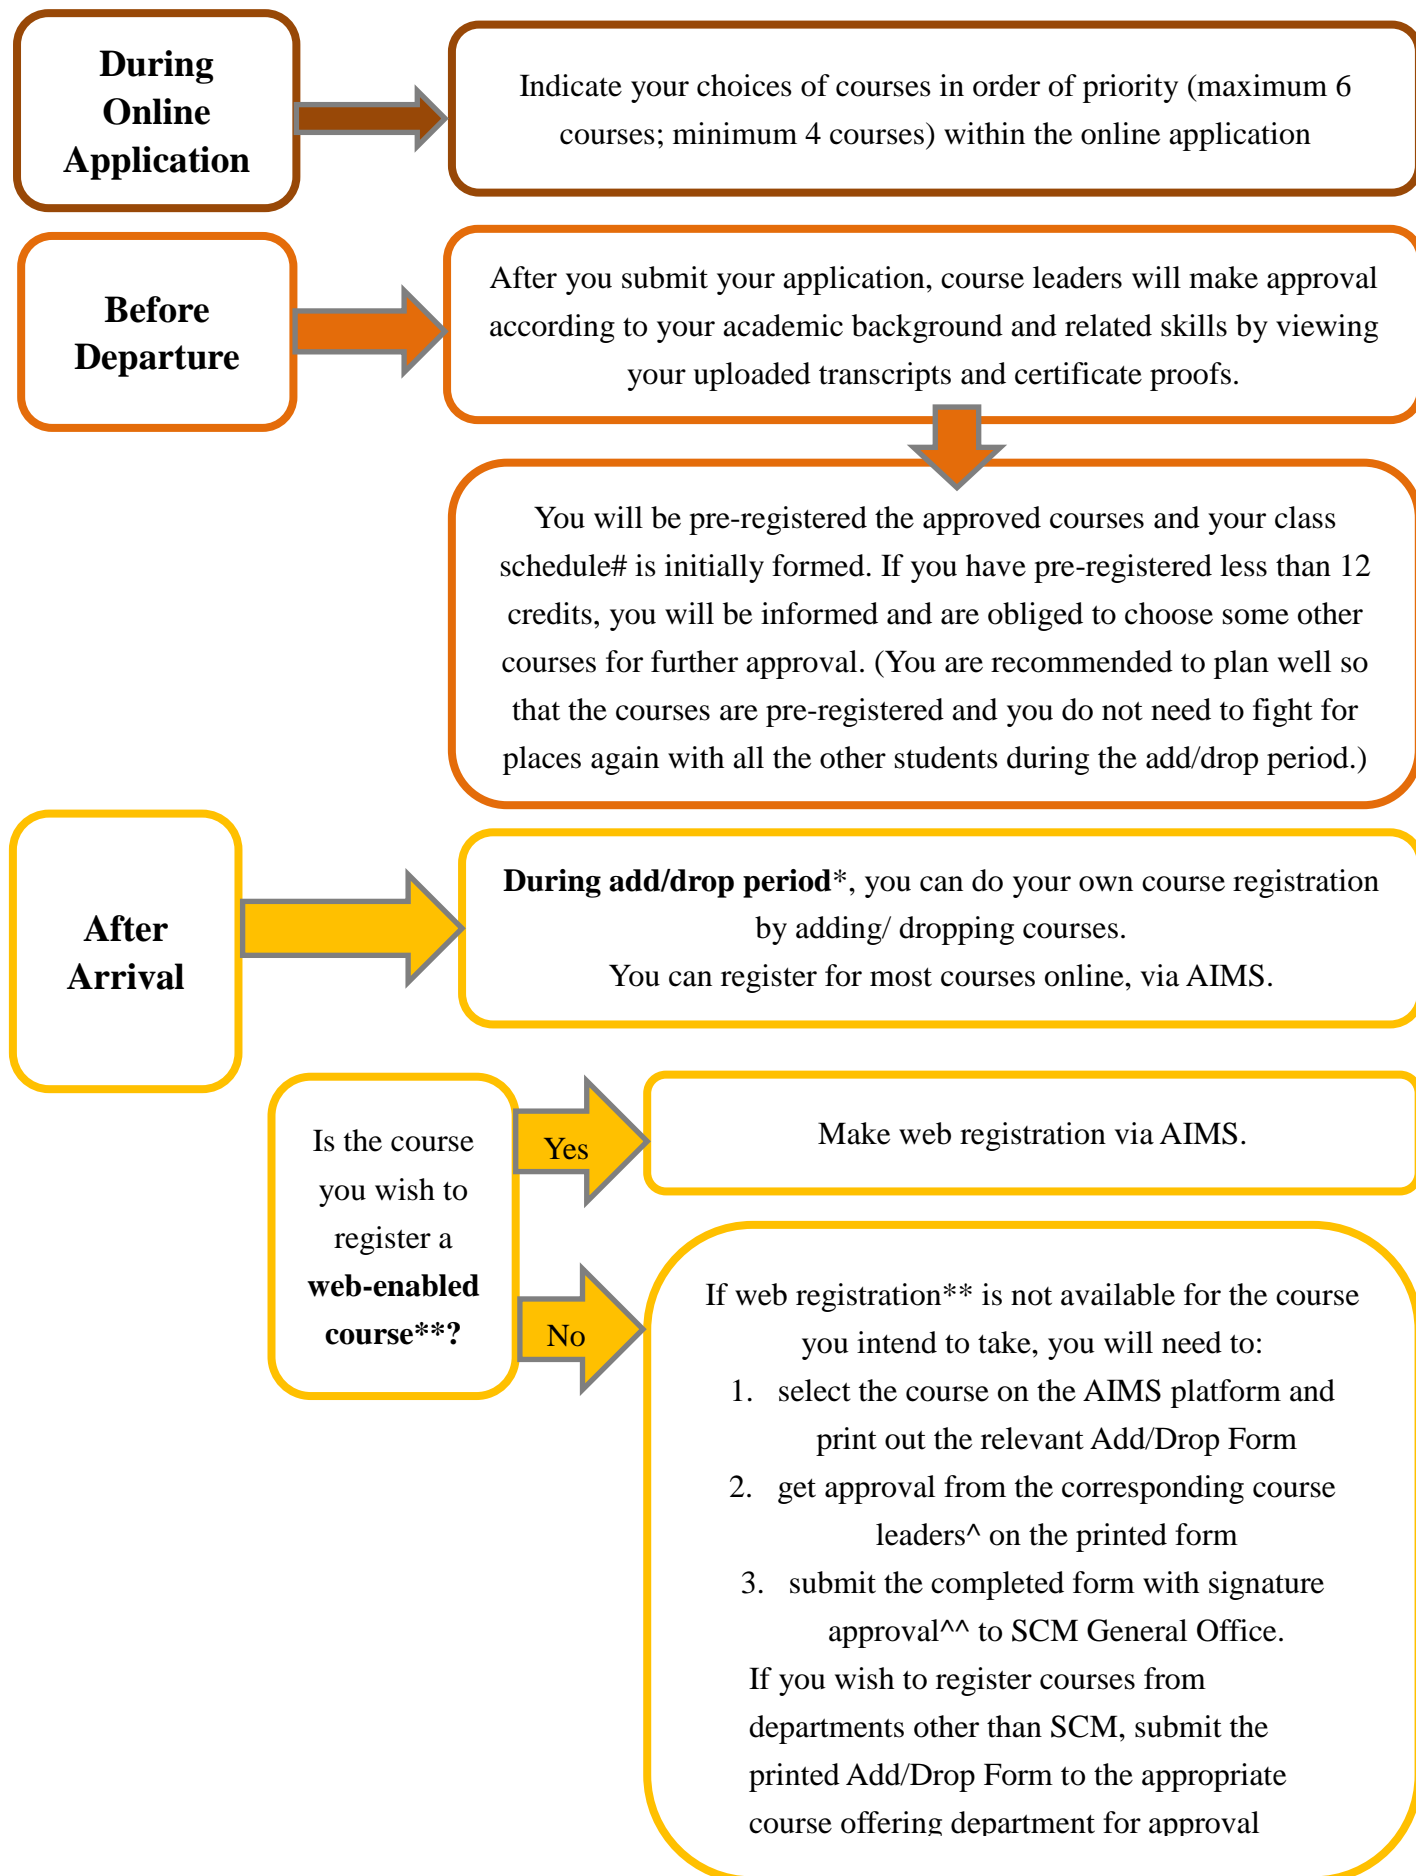 During
Online
Application
Indicate your choices of courses in order of priority (maximum 6
courses; minimum 4 courses) within the online application
Before
Departure
After you submit your application, course leaders will make approval
according to your academic background and related skills by viewing
your uploaded transcripts and certificate proofs.
You will be pre-registered the approved courses and your class
schedule# is initially formed. If you have pre-registered less than 12
credits, you will be informed and are obliged to choose some other
courses for further approval. (You are recommended to plan well so
that the courses are pre-registered and you do not need to fight for
places again with all the other students during the add/drop period.)
After
Arrival
During add/drop period*, you can do your own course registration
by adding/ dropping courses.
You can register for most courses online, via AIMS.
Is the course
you wish to
register a
web-enabled
course**?
Yes
Make web registration via AIMS.
No
If web registration** is not available for the course
you intend to take, you will need to:
1. select the course on the AIMS platform and
print out the relevant Add/Drop Form
2. get approval from the corresponding course
leaders^ on the printed form
3. submit the completed form with signature
approval^^ to SCM General Office.
If you wish to register courses from
departments other than SCM, submit the
printed Add/Drop Form to the appropriate
course offering department for approval